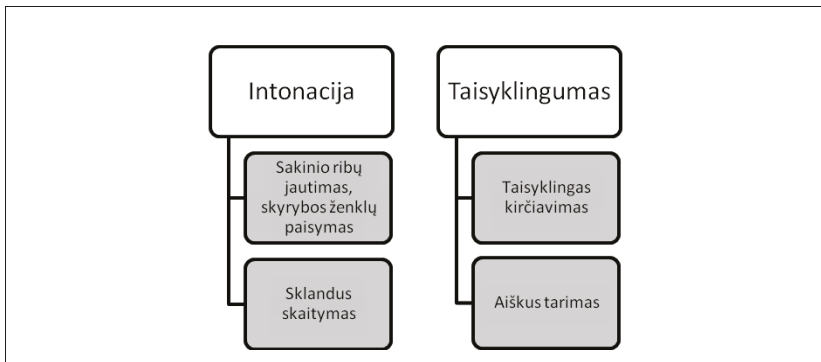 Intonacija
Sakinio ribų
jautimas,
skyrybos ženklų
paisymas
Sklandus
skaitymas
Taisyklingumas
Taisyklingas
kirčiavimas
Aiškus tarimas